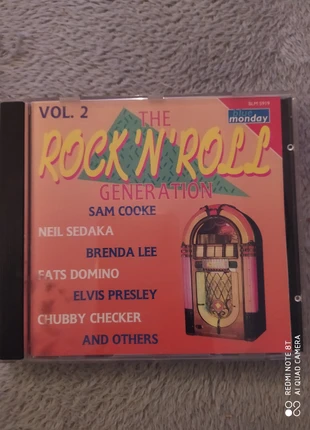 VOL. 2
THE
monday
ROCK'N'ROLL
GENERATION
SAM COOKE
NEIL SEDAKA
BRENDA LEE
FATS DOMINO
ELVIS PRESLEY
CHUBBY CHECKER
AND OTHERS
REDMI NOTE 8T
AI QUAD CAMERA